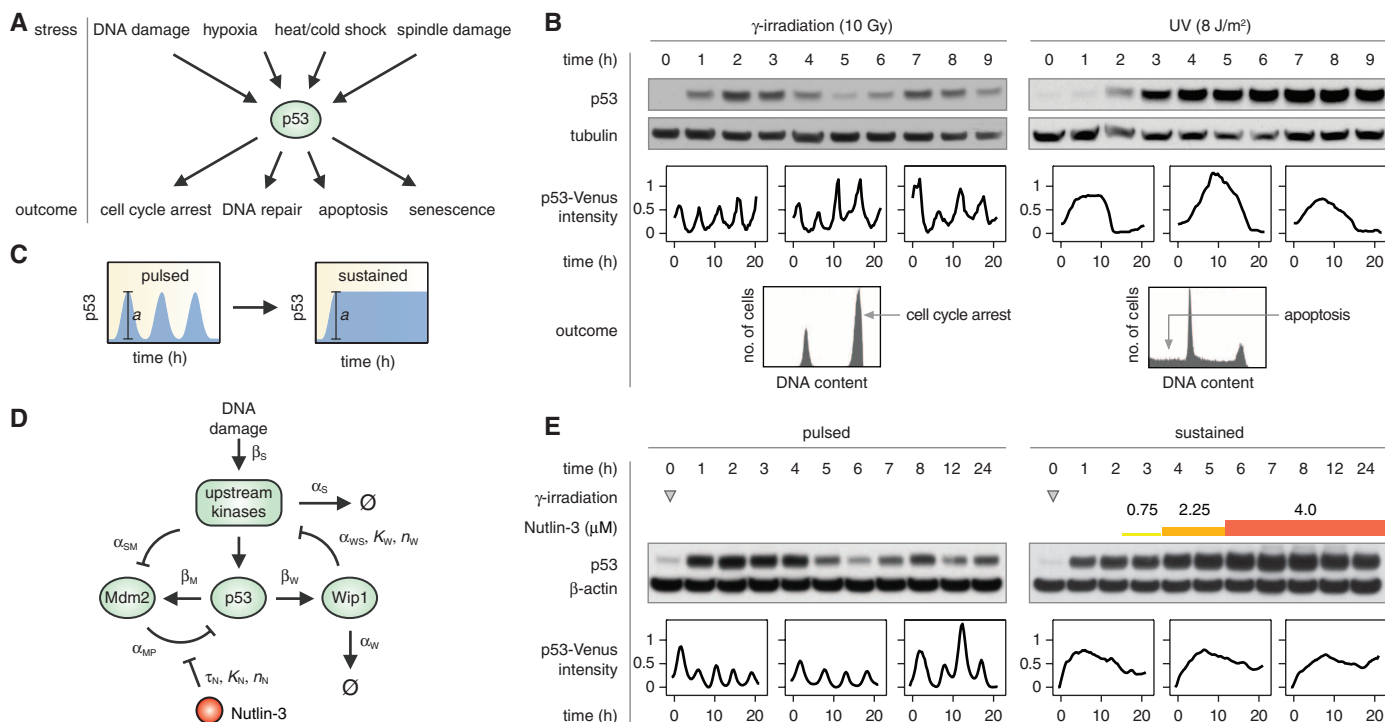 A
stress DNA damage hypoxia heat/cold shock spindle damage
p53
outcome cell cycle arrest DNA repair apoptosis senescence
B
γ-irradiation (10 Gy) UV (8 J/m²)
time (h) 0 1 2 3 4 5 6 7 8 9 0 1 2 3 4 5 6 7 8 9
p53
tubulin
p53-Venus intensity
1
0.5
0
1
0.5
0
time (h) 0 10 20 0 10 20 0 10 20 0 10 20 0 10 20 0 10 20
outcome
no. of cells
cell cycle arrest
DNA content
no. of cells
apoptosis
DNA content
C
p53
pulsed
a
time (h)
p53
sustained
a
time (h)
D
DNA
damage
βS
upstream
kinases
αS
Ø
αSM
αWS, KW, nW
βM
βW
Mdm2
p53
Wip1
αMP
αW
Ø
τN, KN, nN
Nutlin-3
E
pulsed sustained
time (h) 0 1 2 3 4 5 6 7 8 12 24 0 1 2 3 4 5 6 7 8 12 24
γ-irradiation
0.75 2.25 4.0
Nutlin-3 (μM)
p53
β-actin
p53-Venus
intensity
1
0.5
0
1
0.5
0
time (h) 0 10 20 0 10 20 0 10 20 0 10 20 0 10 20 0 10 20